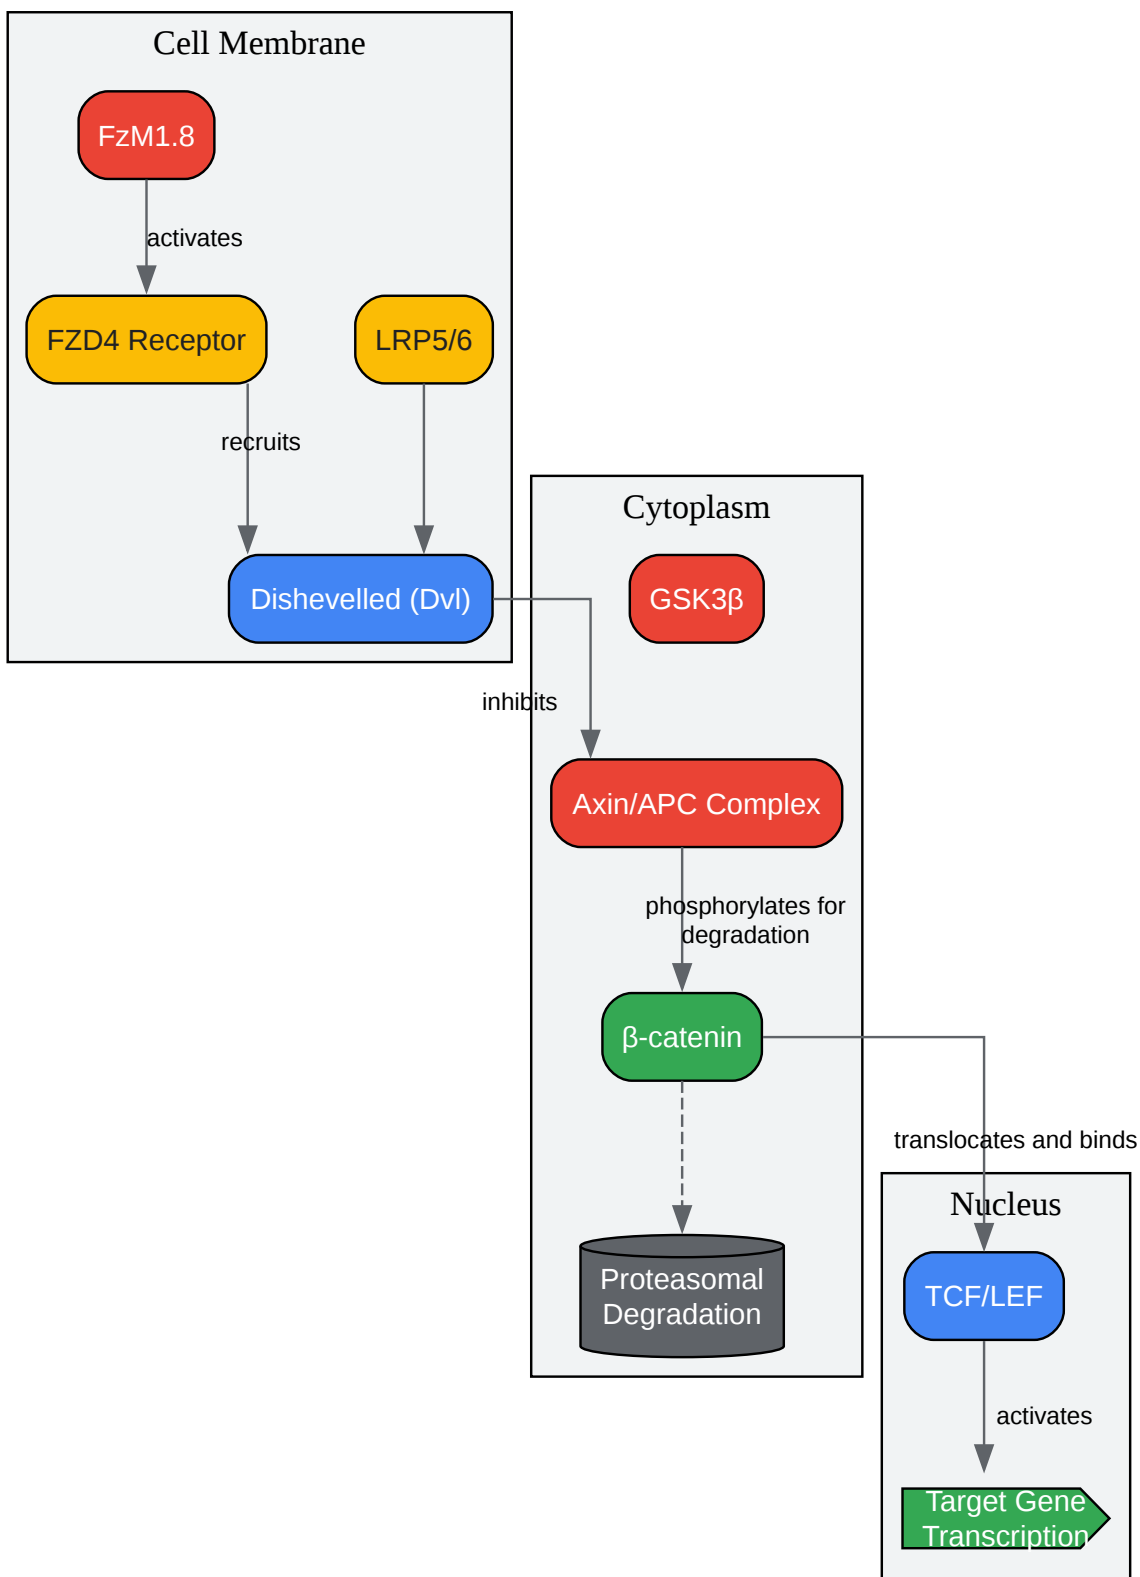 Cell Membrane
FzM1.8
activates
FZD4 Receptor
LRP5/6
recruits
Dishevelled (Dvl)
Cytoplasm
GSK3β
inhibits
Axin/APC Complex
phosphorylates for
degradation
β-catenin
translocates and binds
Nucleus
Proteasomal
Degradation
TCF/LEF
activates
Target Gene
Transcription